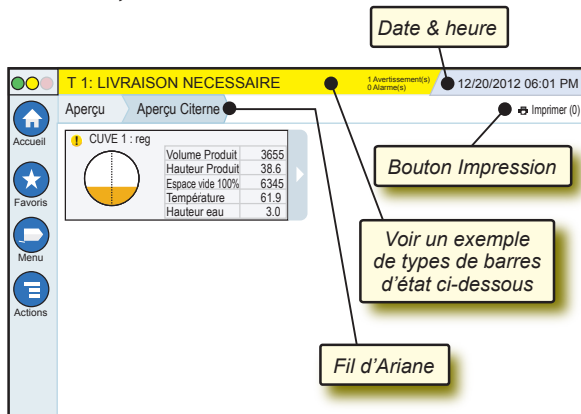 Date & heure
T 1: LIVRAISON NECESSAIRE
1 Avertissement(s)
0 Alarme(s)
12/20/2012 06:01 PM
Aperçu
Aperçu Citerne
Imprimer (0)
Accueil
CUVE 1 : reg
Volume Produit 3655
Hauteur Produit 38.6
Espace vide 100% 6345
Température 61.9
Hauteur eau 3.0
Bouton Impression
Favoris
Menu
Voir un exemple
de types de barres
d'état ci-dessous
Actions
Fil d'Ariane